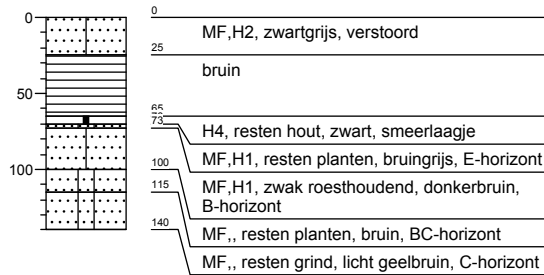 0
0
MF,H2, zwartgrijs, verstoord
25
bruin
50
65
73
H4, resten hout, zwart, smeerlaagje
MF,H1, resten planten, bruingrijs, E-horizont
100
100
MF,H1, zwak roesthoudend, donkerbruin,
B-horizont
115
MF,, resten planten, bruin, BC-horizont
140
MF,, resten grind, licht geelbruin, C-horizont